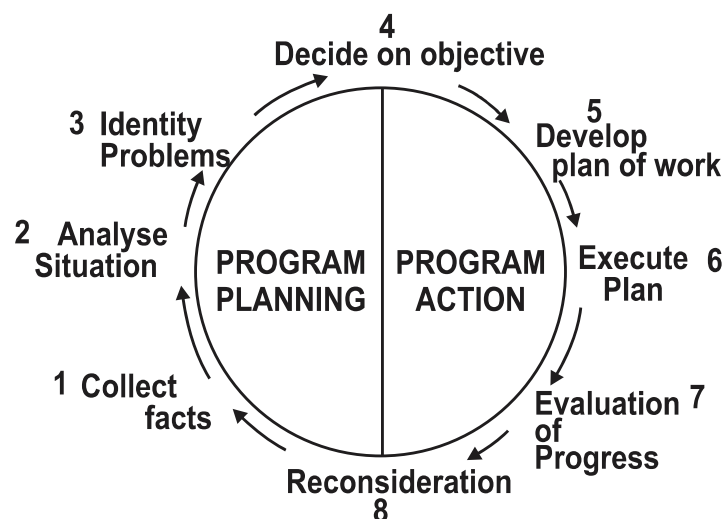 4
Decide on objective
3 Identity
Problems
5
Develop
plan of work
2 Analyse
Situation
PROGRAM
PLANNING
PROGRAM
ACTION
Execute 6
Plan
1 Collect
facts
Evaluation 7
of
Progress
Reconsideration
8